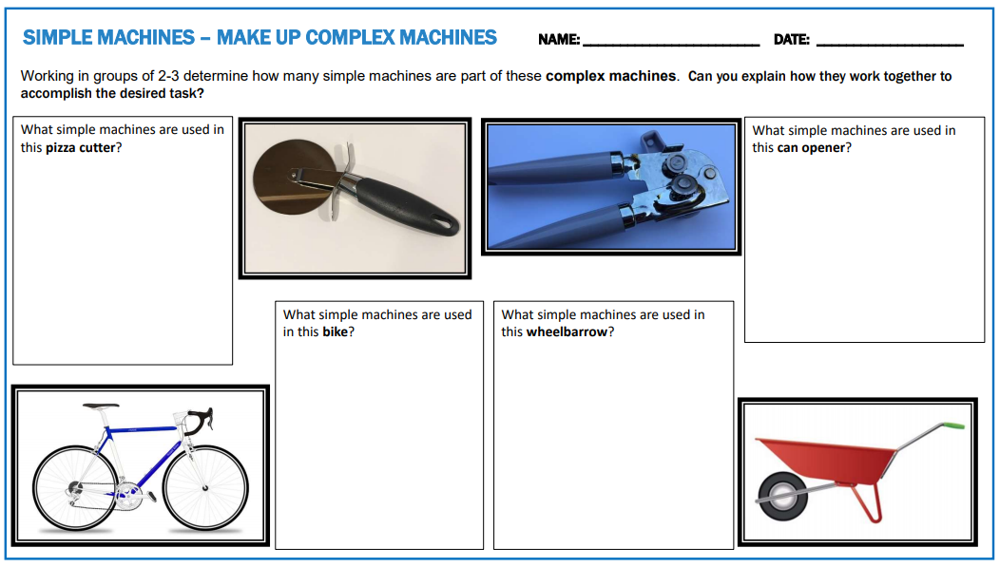 SIMPLE MACHINES – MAKE UP COMPLEX MACHINES
NAME: ______________________ DATE: __________________
Working in groups of 2-3 determine how many simple machines are part of these complex machines. Can you explain how they work together to
accomplish the desired task?
What simple machines are used in
this pizza cutter?
What simple machines are used in
this can opener?
What simple machines are used
in this bike?
What simple machines are used in
this wheelbarrow?